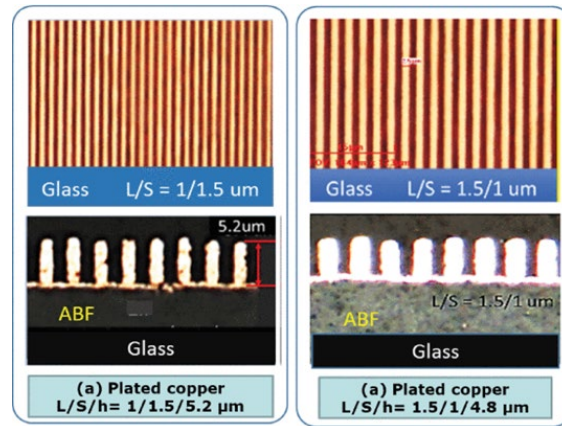 Glass L/S = 1/1.5 um
5.2um
ABF
Glass
(a) Plated copper
L/S/h= 1/1.5/5.2 µm
Glass L/S = 1.5/1 um
L/S = 1.5/1 um
ABF
Glass
(a) Plated copper
L/S/h= 1.5/1/4.8 µm